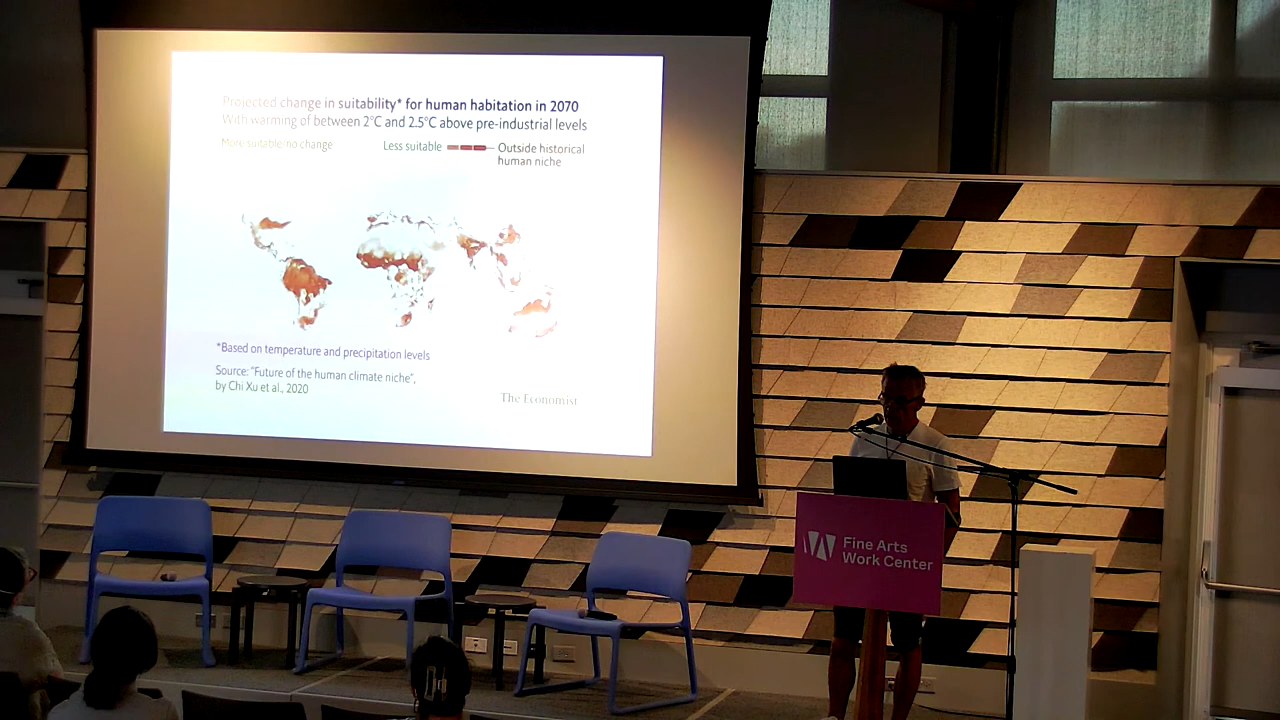 Projected change in suitability* for human habitation in 2070
With warming of between 2°C and 2.5°C above pre-industrial levels
More suitable: no change
Less suitable
Outside historical
human niche
*Based on temperature and precipitation levels
Source: "Future of the human climate niche",
by Chi Xu et al., 2020
The Economist
Fine Arts
Work Center